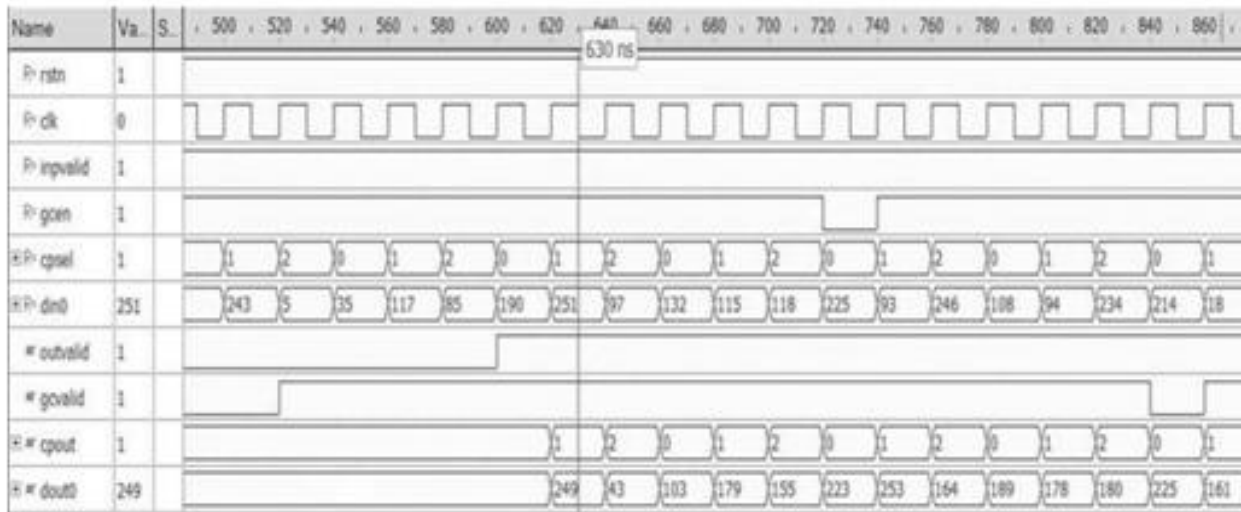 Name Va... S... 500 520 640 660 680 700 720 740 760 780 800 820 840 860
540 560 580 600 620
630 ns
rstn 1
clk 0
inpvalid 1
gcen 1
cpsel 1 1 2 0 1 2 0 1 2 0 1 2 0 1 2 0 1 2 0 1
din0 251 243 5 35 117 85 190 251 97 132 115 118 225 93 246 108 94 234 214 18
outvalid 1
gcvalid 1
cpout 1 1 2 0 1 2 0 1 2 0 1 2 0 1
dout0 249 249 43 103 179 155 223 253 164 189 178 180 225 161